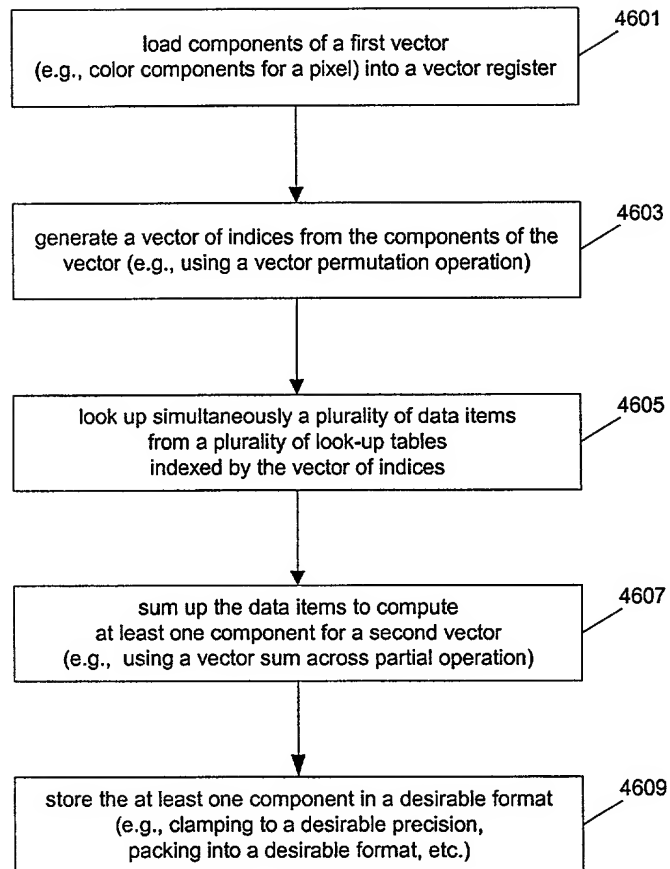 load components of a first vector
(e.g., color components for a pixel) into a vector register
4601
generate a vector of indices from the components of the
vector (e.g., using a vector permutation operation)
4603
look up simultaneously a plurality of data items
from a plurality of look-up tables
indexed by the vector of indices
4605
sum up the data items to compute
at least one component for a second vector
(e.g., using a vector sum across partial operation)
4607
store the at least one component in a desirable format
(e.g., clamping to a desirable precision,
packing into a desirable format, etc.)
4609